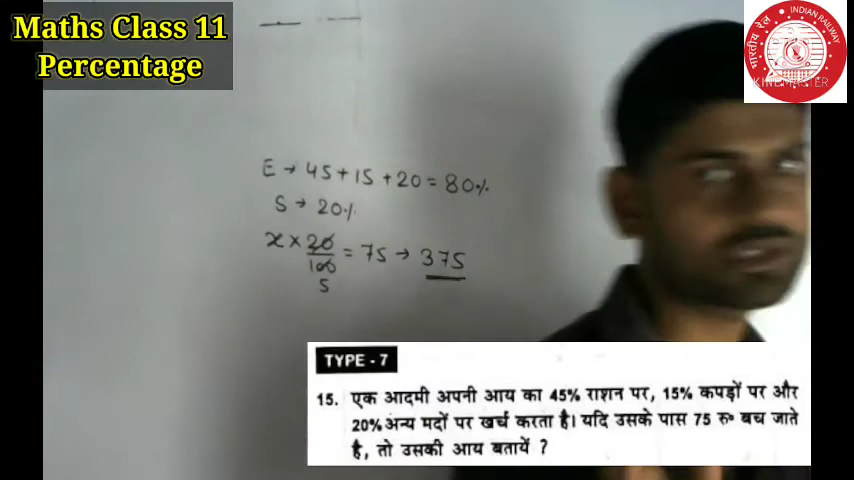 Maths Class 11
Percentage
भारतीय रेल INDIAN RAILWAY
KINEMASTER
E → 45+15+20=80%
S → 20%
x × 20/100 = 75 → 375
5
TYPE - 7
15. एक आदमी अपनी आय का 45% राशन पर, 15% कपड़ों पर और
20% अन्य मदों पर खर्च करता है। यदि उसके पास 75 रु० बच जाते
है, तो उसकी आय बतायें ?